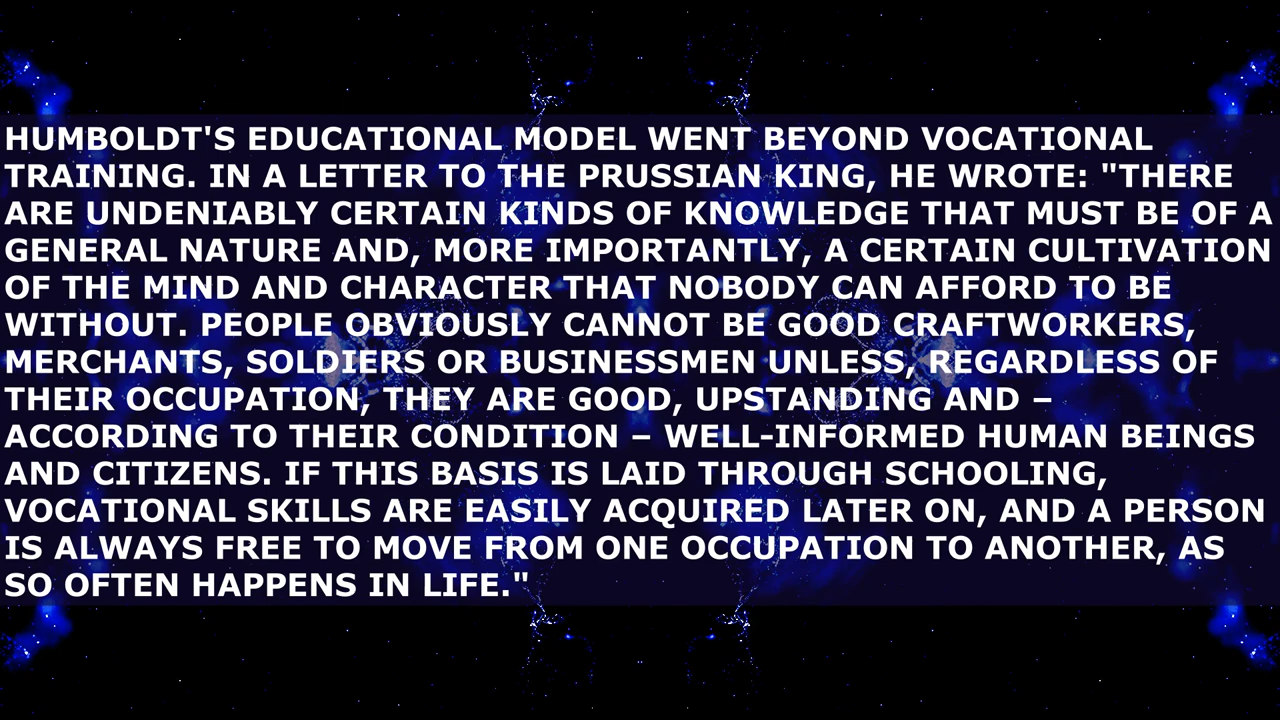 HUMBOLDT'S EDUCATIONAL MODEL WENT BEYOND VOCATIONAL
TRAINING. IN A LETTER TO THE PRUSSIAN KING, HE WROTE: "THERE
ARE UNDENIABLY CERTAIN KINDS OF KNOWLEDGE THAT MUST BE OF A
GENERAL NATURE AND, MORE IMPORTANTLY, A CERTAIN CULTIVATION
OF THE MIND AND CHARACTER THAT NOBODY CAN AFFORD TO BE
WITHOUT. PEOPLE OBVIOUSLY CANNOT BE GOOD CRAFTWORKERS,
MERCHANTS, SOLDIERS OR BUSINESSMEN UNLESS, REGARDLESS OF
THEIR OCCUPATION, THEY ARE GOOD, UPSTANDING AND –
ACCORDING TO THEIR CONDITION – WELL-INFORMED HUMAN BEINGS
AND CITIZENS. IF THIS BASIS IS LAID THROUGH SCHOOLING,
VOCATIONAL SKILLS ARE EASILY ACQUIRED LATER ON, AND A PERSON
IS ALWAYS FREE TO MOVE FROM ONE OCCUPATION TO ANOTHER, AS
SO OFTEN HAPPENS IN LIFE."